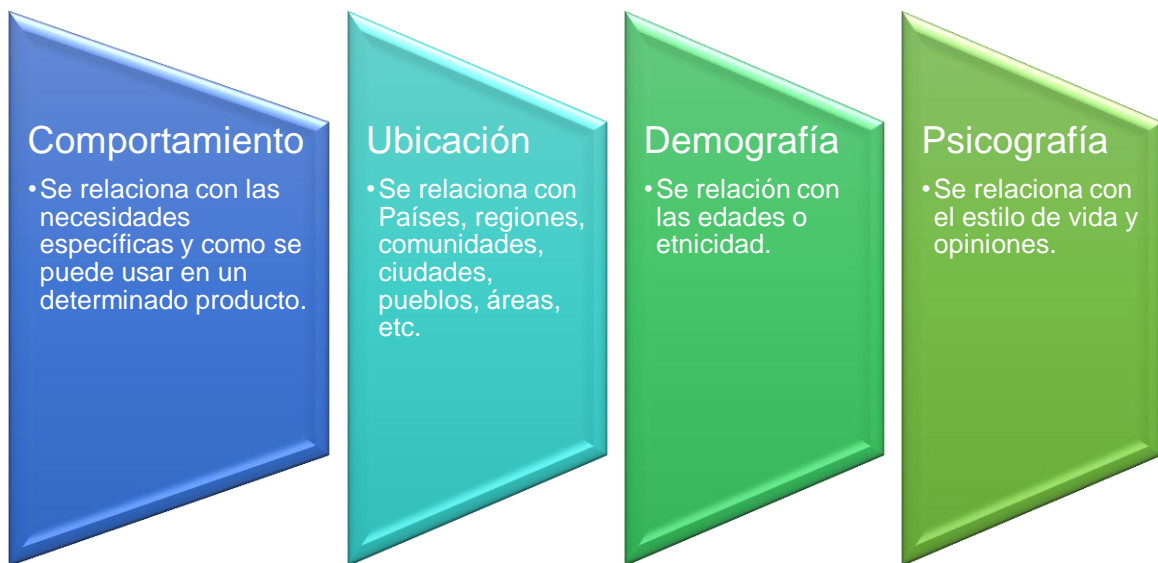 Comportamiento
•Se relaciona con las
necesidades
específicas y como se
puede usar en un
determinado producto.
Ubicación
•Se relaciona con
Países, regiones,
comunidades,
ciudades,
pueblos, áreas,
etc.
Demografía
•Se relación con
las edades o
etnicidad.
Psicografía
•Se relaciona con
el estilo de vida y
opiniones.